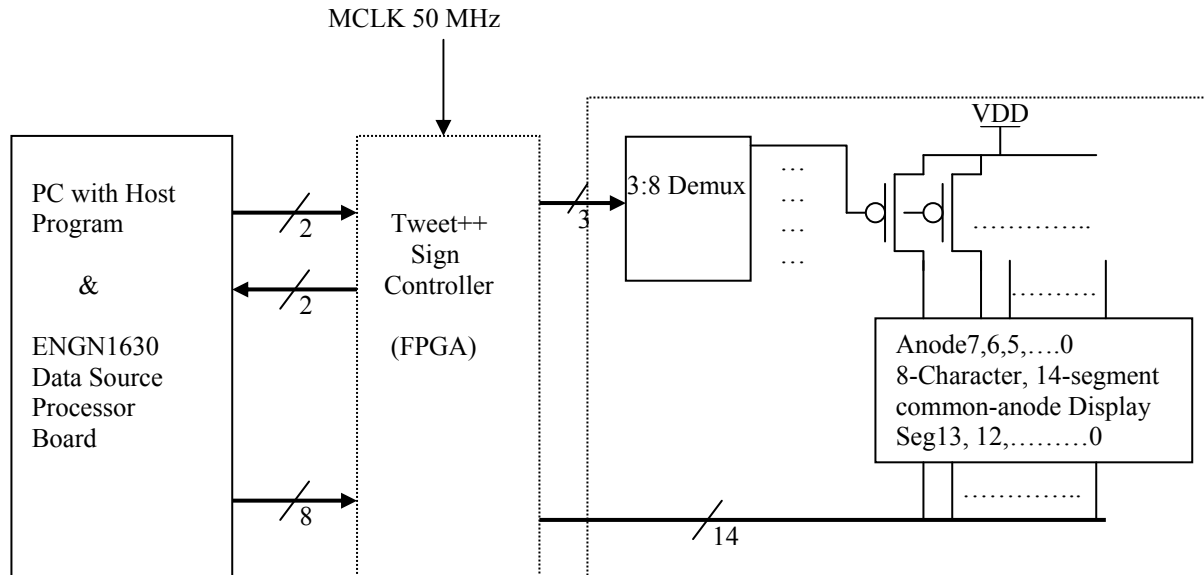 MCLK 50 MHz
VDD
PC with Host
Program
&
ENGN1630
Data Source
Processor
Board
2
2
8
Tweet++
Sign
Controller
(FPGA)
3
3:8 Demux
…
…
…
…
…………..
……….
Anode7,6,5,….0
8-Character, 14-segment
common-anode Display
Seg13, 12,………0
…………..
14